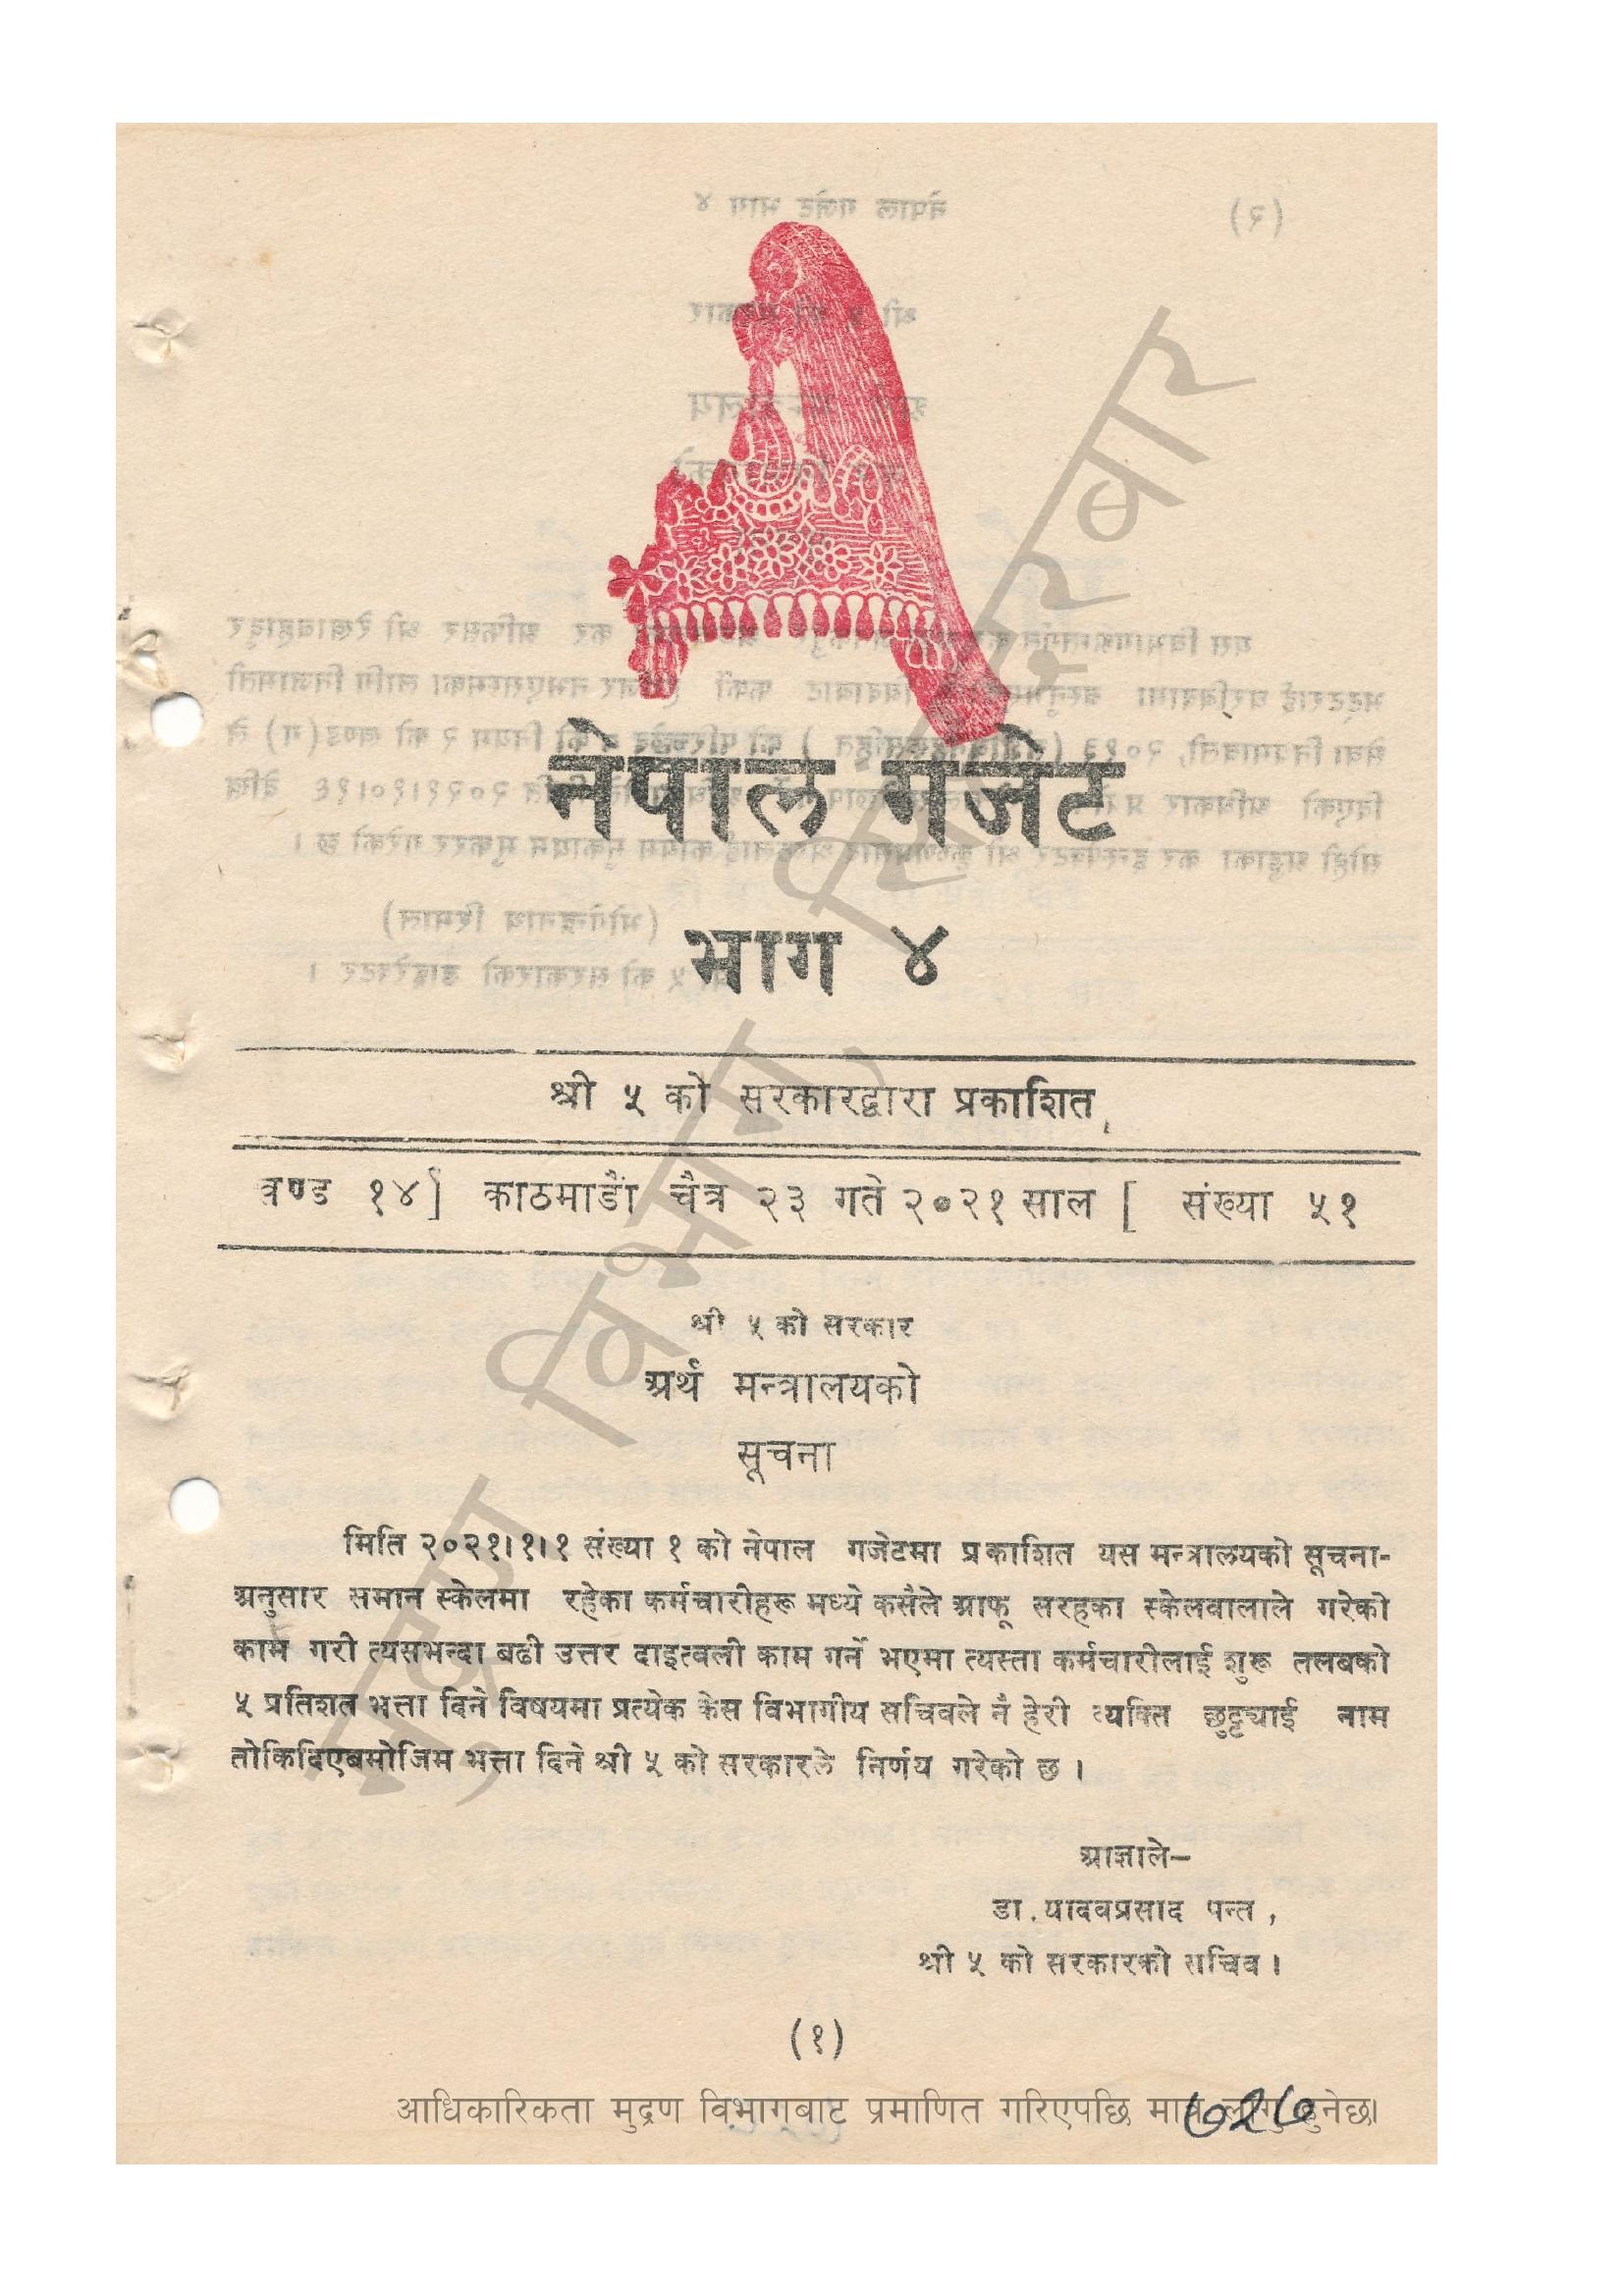 नेपाल गजेट
भाग ४
श्री ५ को सरकारद्वारा प्रकाशित
खण्ड १४] काठमाडौं चैत्र २३ गते २०२१ साल [ संख्या ५१
श्री ५ को सरकार
अर्थ मन्त्रालयको
सूचना
मिति २०२१।१।१ संख्या १ को नेपाल गजेटमा प्रकाशित यस मन्त्रालयको सूचना-
अनुसार समान स्केलमा रहेका कर्मचारीहरू मध्ये कसैले आफू सरहका स्केलवालाले गरेको
काम गरी त्यसभन्दा बढी उत्तर दाइत्वली काम गर्ने भएमा त्यस्ता कर्मचारीलाई शुरू तलबको
५ प्रतिशत भत्ता दिने विषयमा प्रत्येक केस विभागीय सचिवले नै हेरी व्यक्ति छुट्ट्याई नाम
तोकिदिएबमोजिम भत्ता दिने श्री ५ को सरकारले निर्णय गरेको छ ।
आज्ञाले–
डा. यादवप्रसाद पन्त ,
श्री ५ को सरकारको सचिव ।
(१)
आधिकारिकता मुद्रण विभागबाट प्रमाणित गरिएपछि मात्र लागु हुनेछ।
७२७
मुद्रण विभाग, सिंहदरबार